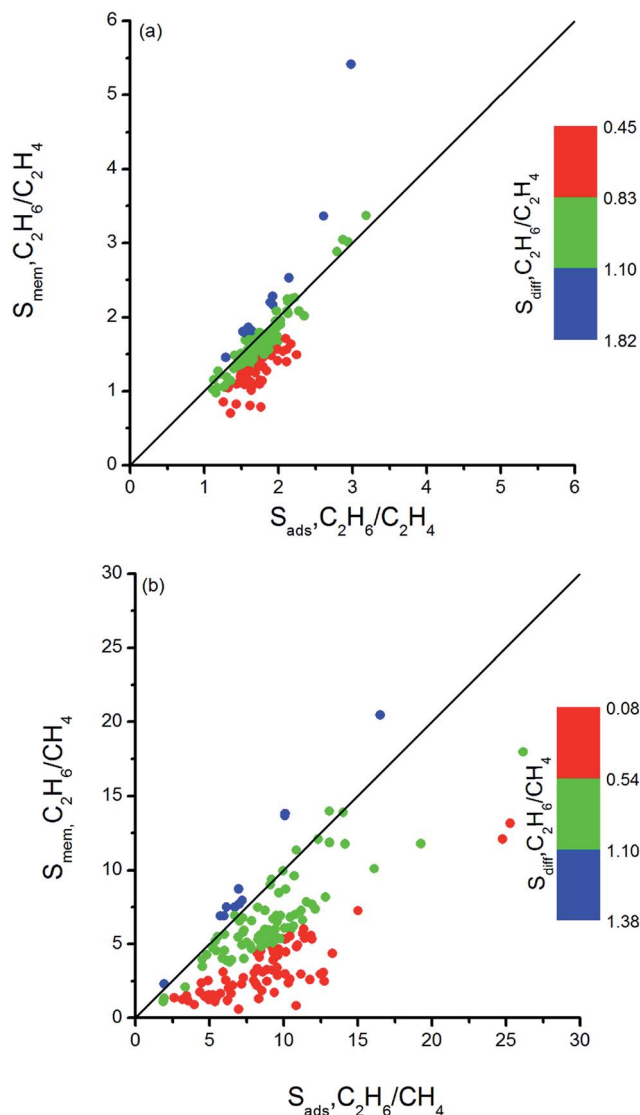 (a)
6
5
4
3
2
1
0
0 1 2 3 4 5 6
S_mem, C₂H₆/C₂H₄
S_ads, C₂H₆/C₂H₄
S_diff, C₂H₆/C₂H₄
0.45
0.83
1.10
1.82
(b)
30
25
20
15
10
5
0
0 5 10 15 20 25 30
S_mem, C₂H₆/CH₄
S_ads, C₂H₆/CH₄
S_diff, C₂H₆/CH₄
0.08
0.54
1.10
1.38